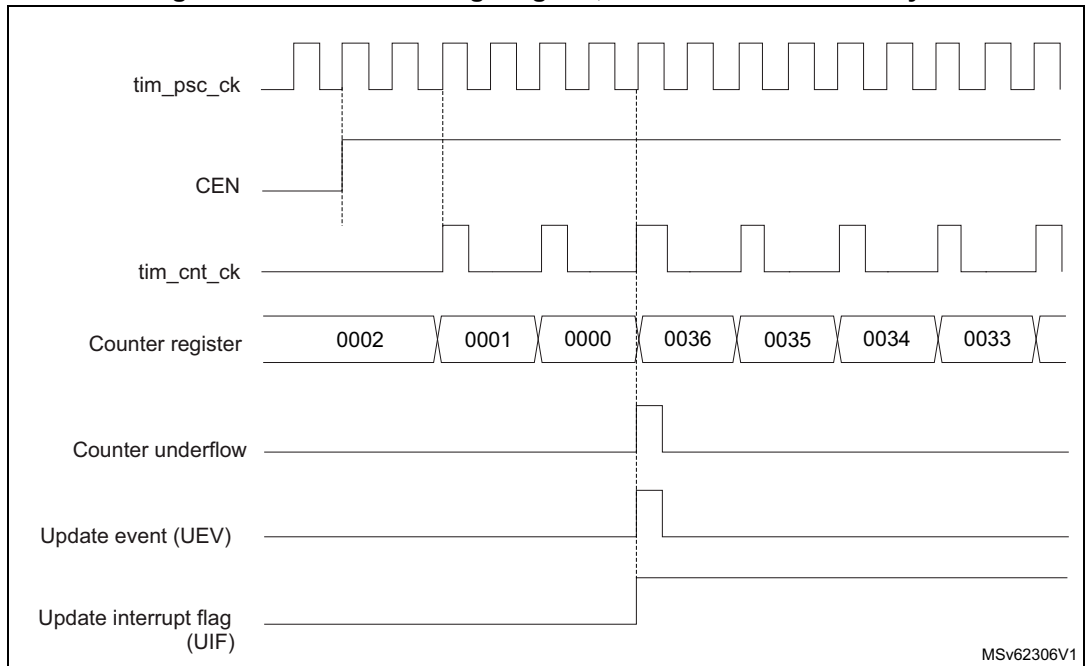 tim_psc_ck
CEN
tim_cnt_ck
Counter register 0002 0001 0000 0036 0035 0034 0033
Counter underflow
Update event (UEV)
Update interrupt flag
(UIF)
MSv62306V1